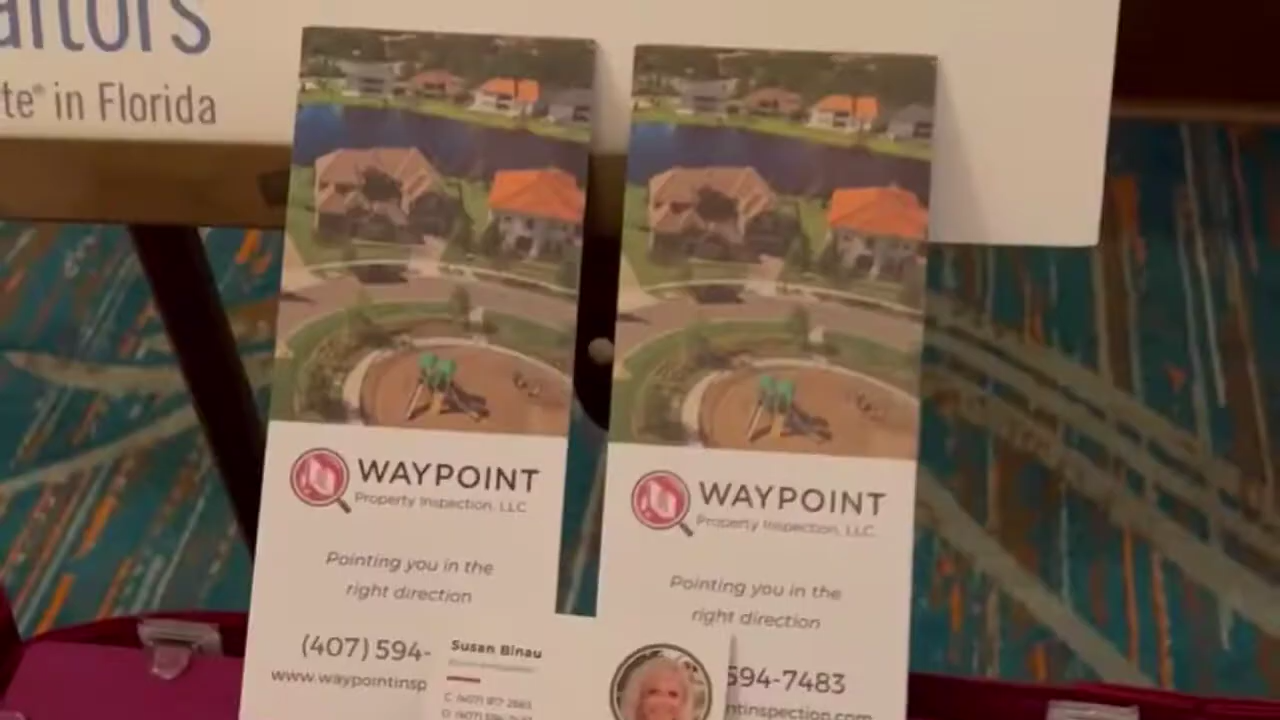 te® in Florida
WAYPOINT
Property Inspection, LLC
Pointing you in the
right direction
(407) 594-
www.waypointinsp
Susan Binau
WAYPOINT
Property Inspection, LLC.
Pointing you in the
right direction
594-7483
ntinspection.com